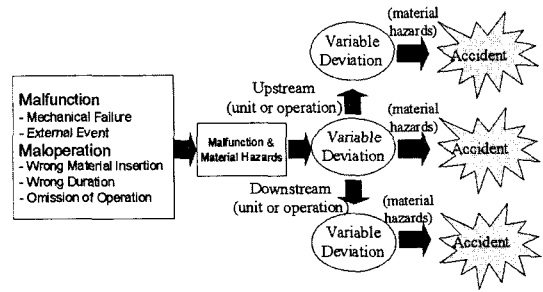 Malfunction
- Mechanical Failure
- External Event
Maloperation
- Wrong Material Insertion
- Wrong Duration
- Omission of Operation
Malfunction &
Material Hazards
Variable
Deviation
(material
hazards)
Accident
Upstream
(unit or operation)
Variable
Deviation
(material
hazards)
Accident
Downstream
(unit or operation)
Variable
Deviation
(material
hazards)
Accident